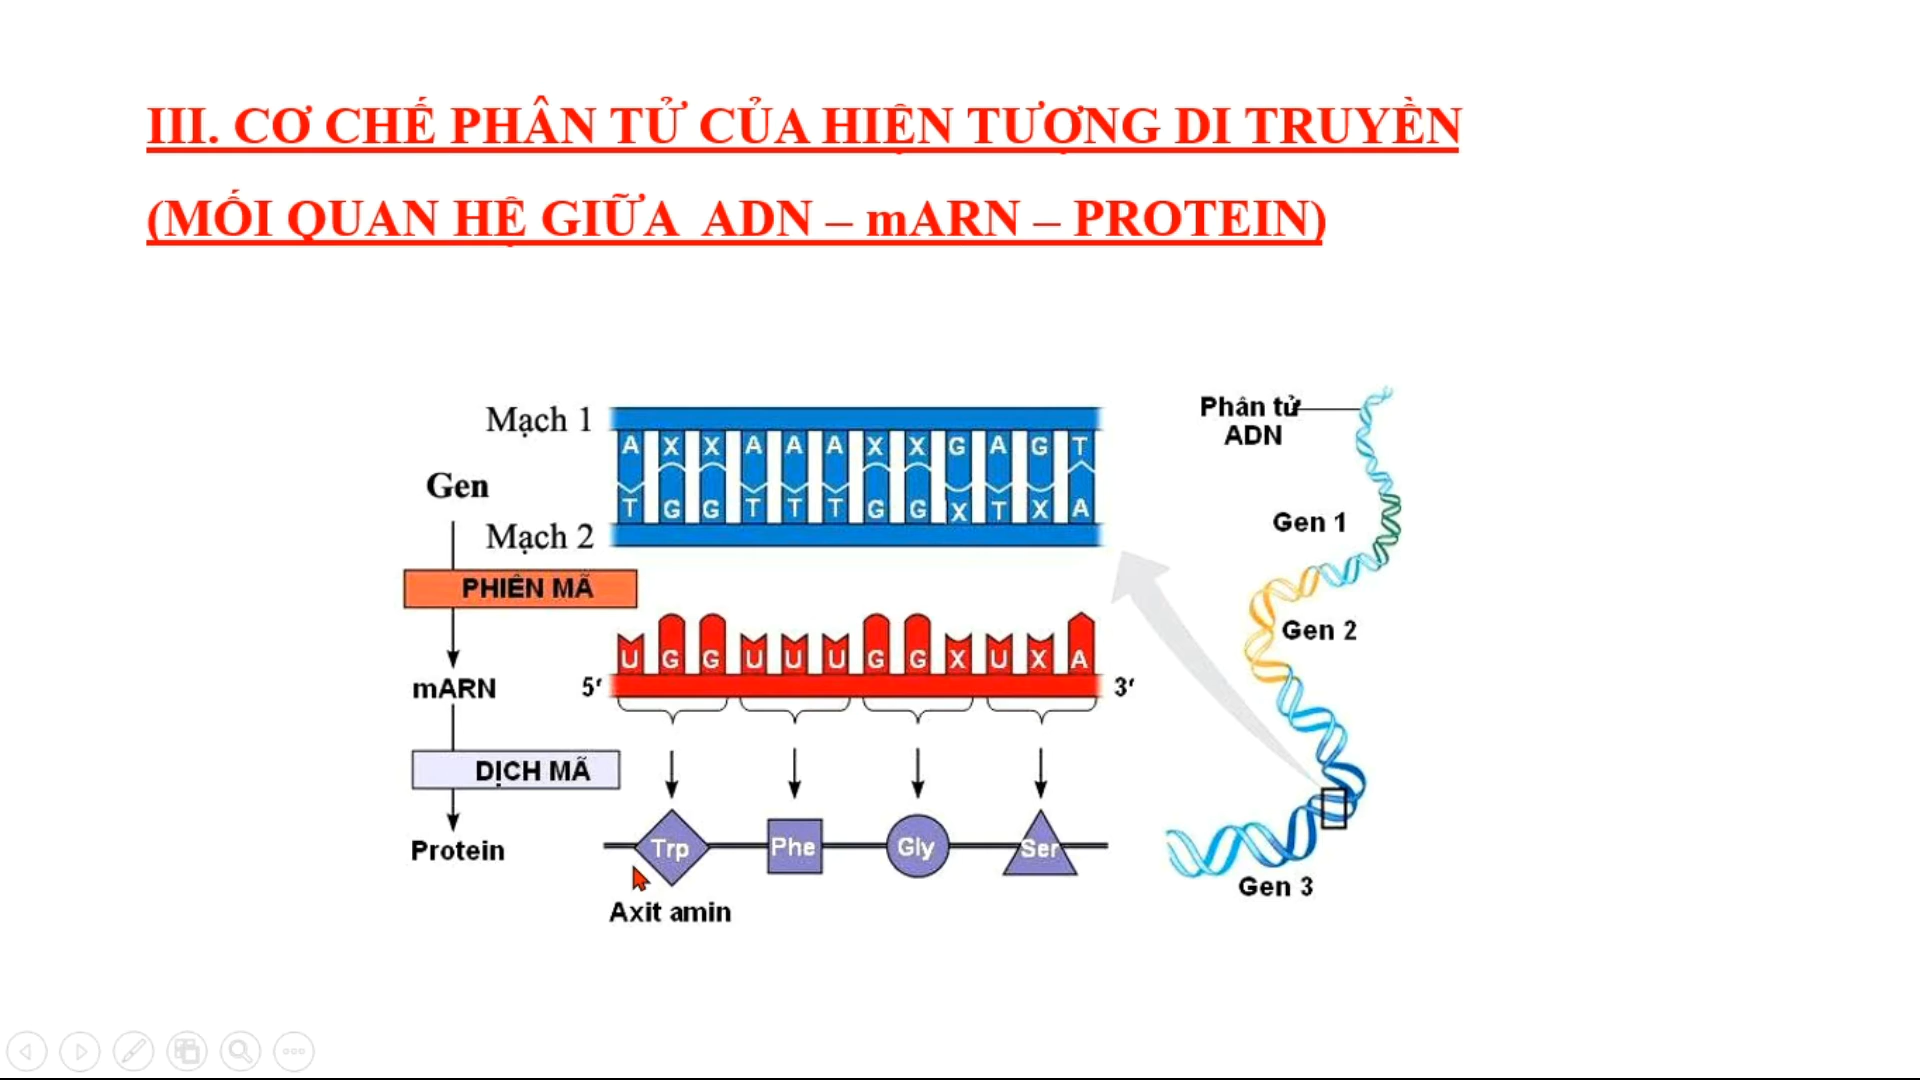 III. CƠ CHẾ PHÂN TỬ CỦA HIỆN TƯỢNG DI TRUYỀN
(MỐI QUAN HỆ GIỮA ADN – mARN – PROTEIN)
Mạch 1
A X X A A A X X G A G T
Gen
T G G T T T G G X T X A
Mạch 2
PHIÊN MÃ
U G G U U U G G X U X A
mARN
5′ 3′
DỊCH MÃ
Protein
Trp Phe Gly Ser
Axit amin
Phân tử
ADN
Gen 1
Gen 2
Gen 3